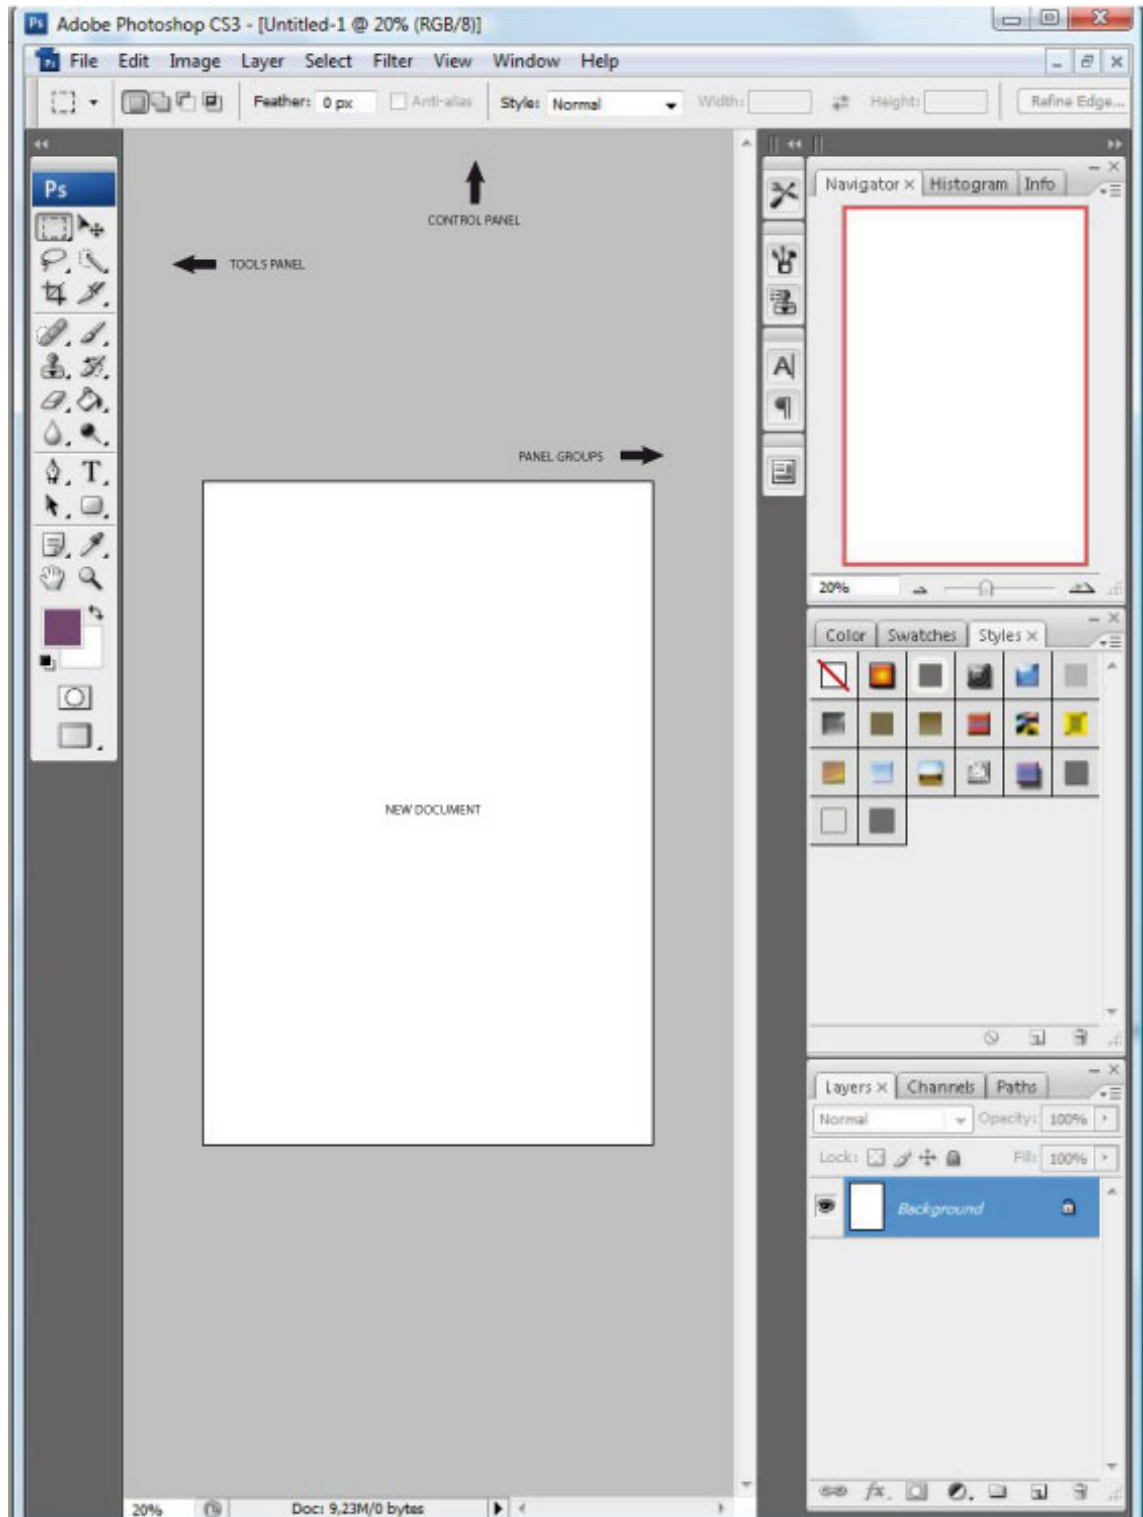 Ps Adobe Photoshop CS3 - [Untitled-1 @ 20% (RGB/8)]
Ps File Edit Image Layer Select Filter View Window Help
Feather: 0 px Anti-alias Style: Normal Width: Height: Refine Edge...
Ps
CONTROL PANEL
TOOLS PANEL
PANEL GROUPS
NEW DOCUMENT
Navigator × Histogram Info
20%
Color Swatches Styles ×
Layers × Channels Paths
Normal Opacity: 100%
Lock: Fill: 100%
Background
20% Doc: 9,23M/0 bytes